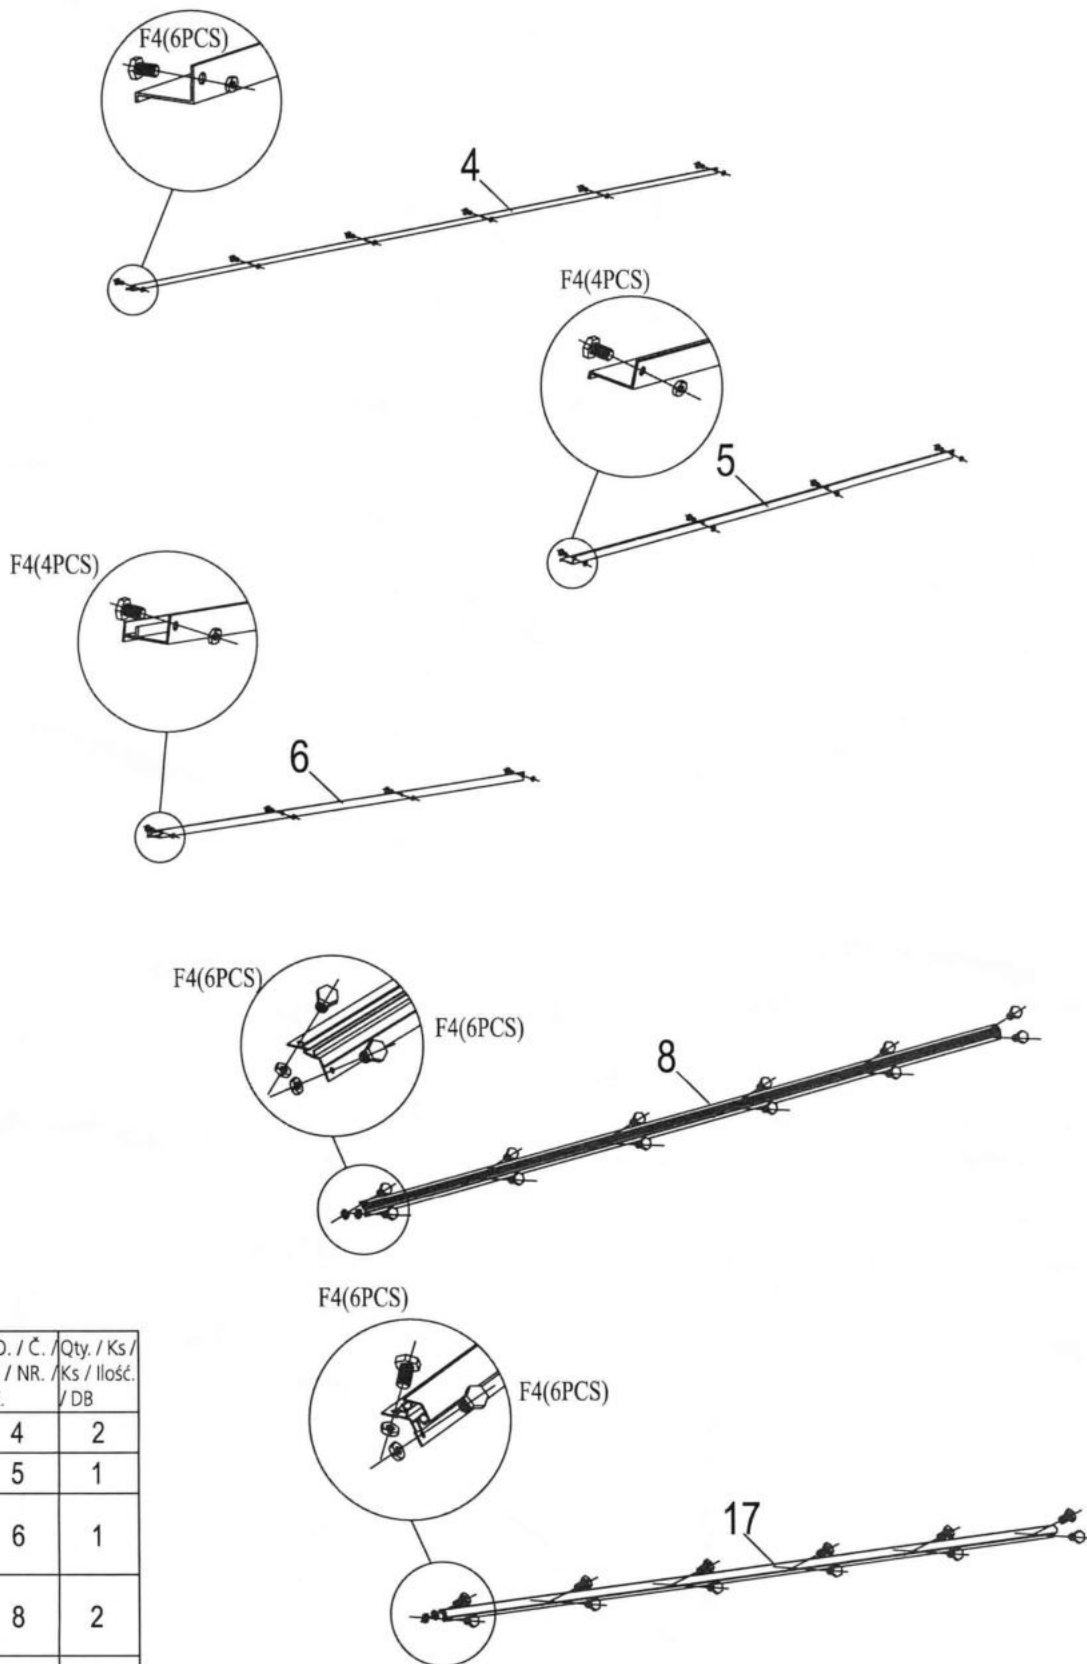 F4(6PCS)
4
F4(4PCS)
5
F4(4PCS)
6
F4(6PCS)
F4(6PCS)
8
F4(6PCS)
F4(6PCS)
17
/ Č. / Qty. / Ks /
/ NR. / Ks / Ilość.
/ DB
4 2
5 1
6 1
8 2